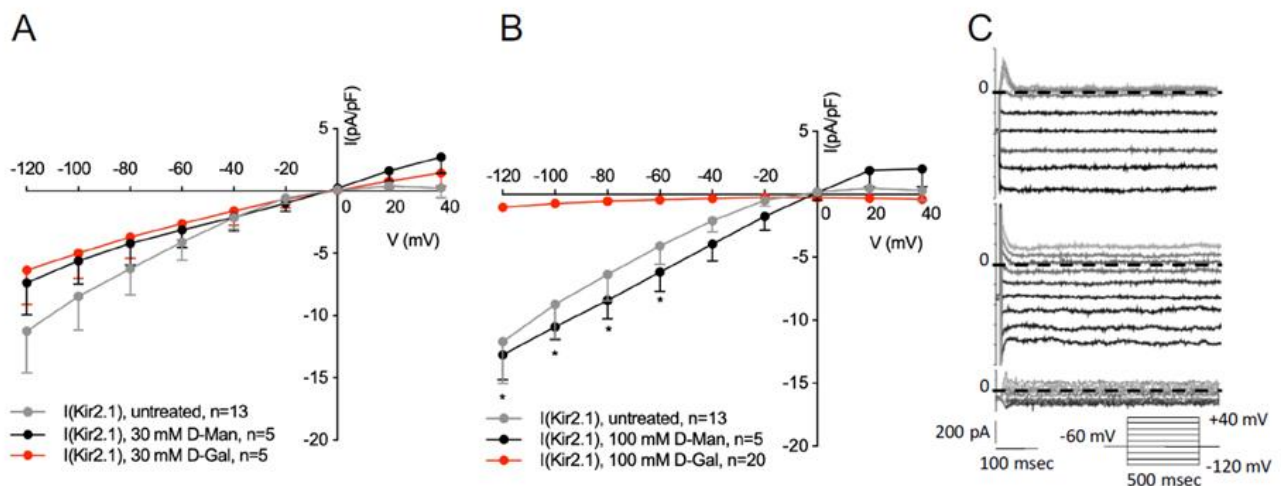 A
I(pA/pF)
5
-120 -100 -80 -60 -40 -20
0 20 40
V (mV)
-5
-10
-15
-20
I(Kir2.1), untreated, n=13
I(Kir2.1), 30 mM D-Man, n=5
I(Kir2.1), 30 mM D-Gal, n=5
B
I(pA/pF)
5
-120 -100 -80 -60 -40 -20
0 20 40
V (mV)
-5
* * * *
-10
-15
-20
I(Kir2.1), untreated, n=13
I(Kir2.1), 100 mM D-Man, n=5
I(Kir2.1), 100 mM D-Gal, n=20
C
0
0
0
200 pA
100 msec
-60 mV
+40 mV
-120 mV
500 msec